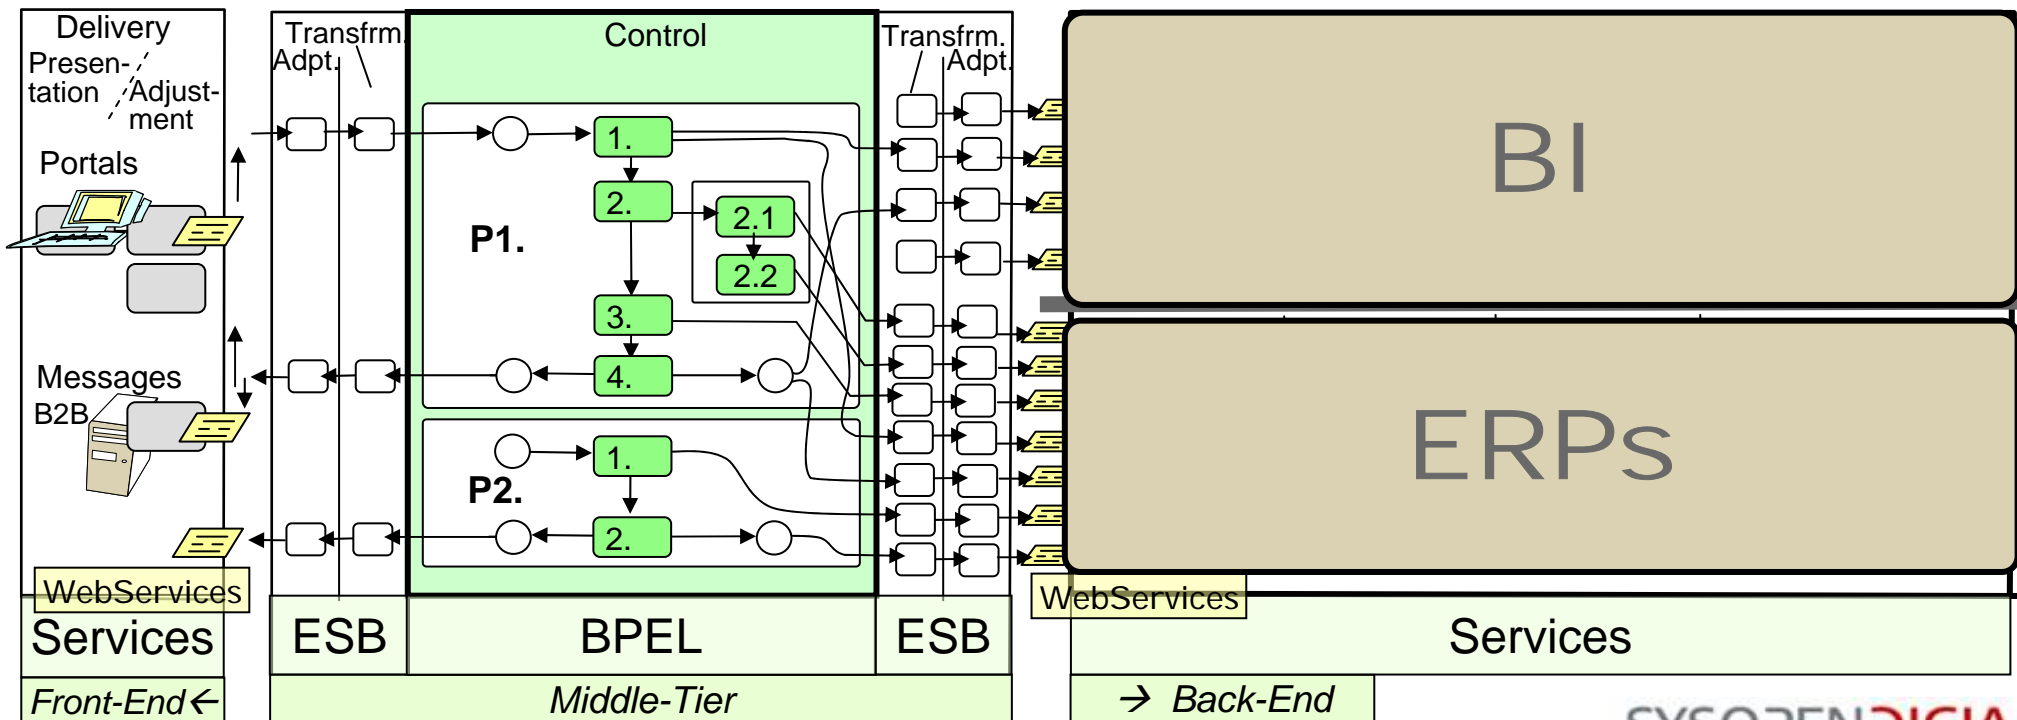 Delivery
Presen-
tation
Adjust-
ment
Portals
Messages
B2B
WebServices
Services
Front-End←
Transfrm.
Adpt.
ESB
Control
P1.
1.
2.
2.1
2.2
3.
4.
P2.
1.
2.
BPEL
Middle-Tier
Transfrm.
Adpt.
ESB
BI
ERPs
WebServices
Services
→ Back-End
SYSOPENDIGIA